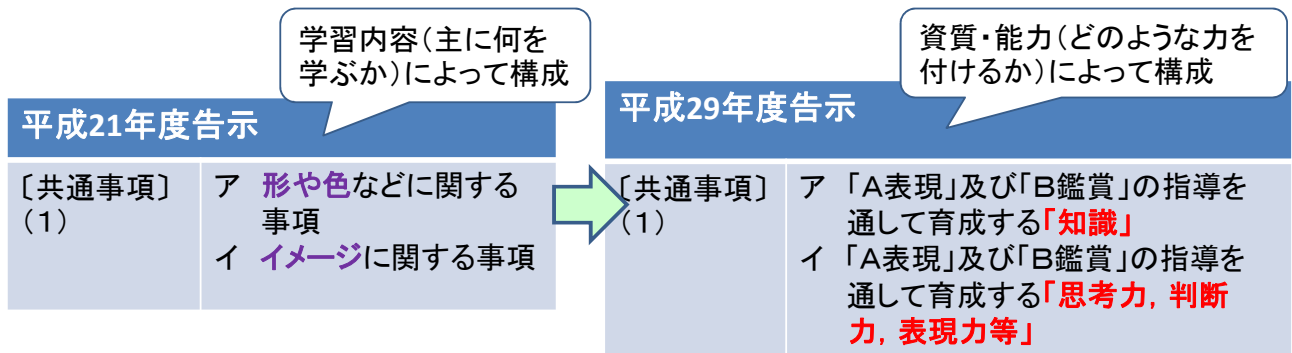 学習内容(主に何を
学ぶか)によって構成
平成21年度告示
〔共通事項〕
(1)
ア 形や色などに関する
事項
イ イメージに関する事項
資質・能力(どのような力を
付けるか)によって構成
平成29年度告示
〔共通事項〕
(1)
ア 「A表現」及び「B鑑賞」の指導を
通して育成する「知識」
イ 「A表現」及び「B鑑賞」の指導を
通して育成する「思考力,判断
力,表現力等」